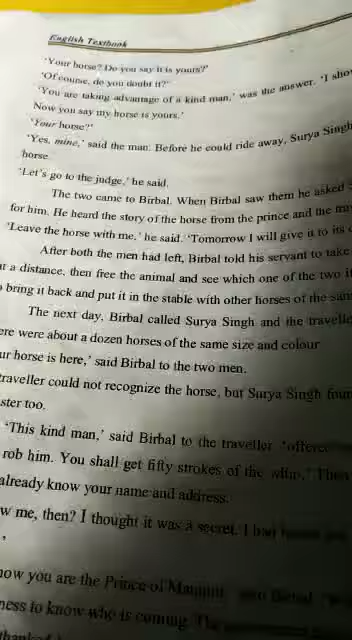 English Textbook
'Your horse? Do you say it is yours?'
'Of course, do you doubt it?'
'You are taking advantage of a kind man,' was the answer. 'I
Now you say my horse is yours.'
'Your horse?'
'Yes, mine,' said the man. Before he could ride away, Surya Singh
horse.
'Let's go to the judge,' he said.
The two came to Birbal. When Birbal saw them he asked
for him. He heard the story of the horse from the prince and the
'Leave the horse with me,' he said. 'Tomorrow I will give it to its
After both the men had left, Birbal told his servant to take
at a distance, then free the animal and see which one of the two
bring it back and put it in the stable with other horses of the
The next day, Birbal called Surya Singh and the
ere were about a dozen horses of the same size and colour
ur horse is here,' said Birbal to the two men.
traveller could not recognize the horse, but Surya Singh
ster too.
'This kind man,' said Birbal to the traveller
rob him. You shall get fifty strokes of the
already know your name and address.
w me, then? I thought it was a secret. I had
,
now you are the Prince of
ness to know who is coming. The